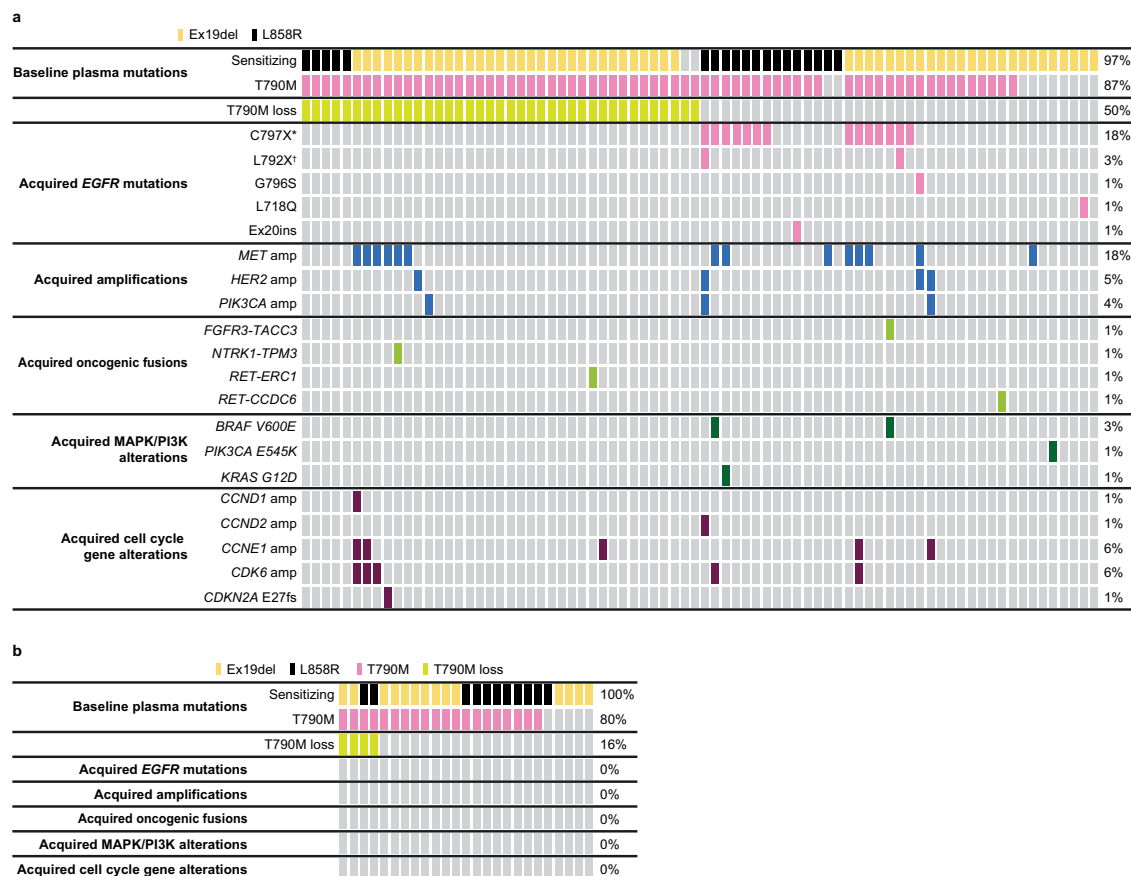 a
Ex19del L858R
Baseline plasma mutations
Sensitizing 97%
T790M 87%
T790M loss 50%
Acquired EGFR mutations
C797X* 18%
L792X† 3%
G796S 1%
L718Q 1%
Ex20ins 1%
Acquired amplifications
MET amp 18%
HER2 amp 5%
PIK3CA amp 4%
Acquired oncogenic fusions
FGFR3-TACC3 1%
NTRK1-TPM3 1%
RET-ERC1 1%
RET-CCDC6 1%
Acquired MAPK/PI3K
alterations
BRAF V600E 3%
PIK3CA E545K 1%
KRAS G12D 1%
Acquired cell cycle
gene alterations
CCND1 amp 1%
CCND2 amp 1%
CCNE1 amp 6%
CDK6 amp 6%
CDKN2A E27fs 1%
b
Ex19del L858R T790M T790M loss
Baseline plasma mutations
Sensitizing 100%
T790M 80%
T790M loss 16%
Acquired EGFR mutations 0%
Acquired amplifications 0%
Acquired oncogenic fusions 0%
Acquired MAPK/PI3K alterations 0%
Acquired cell cycle gene alterations 0%